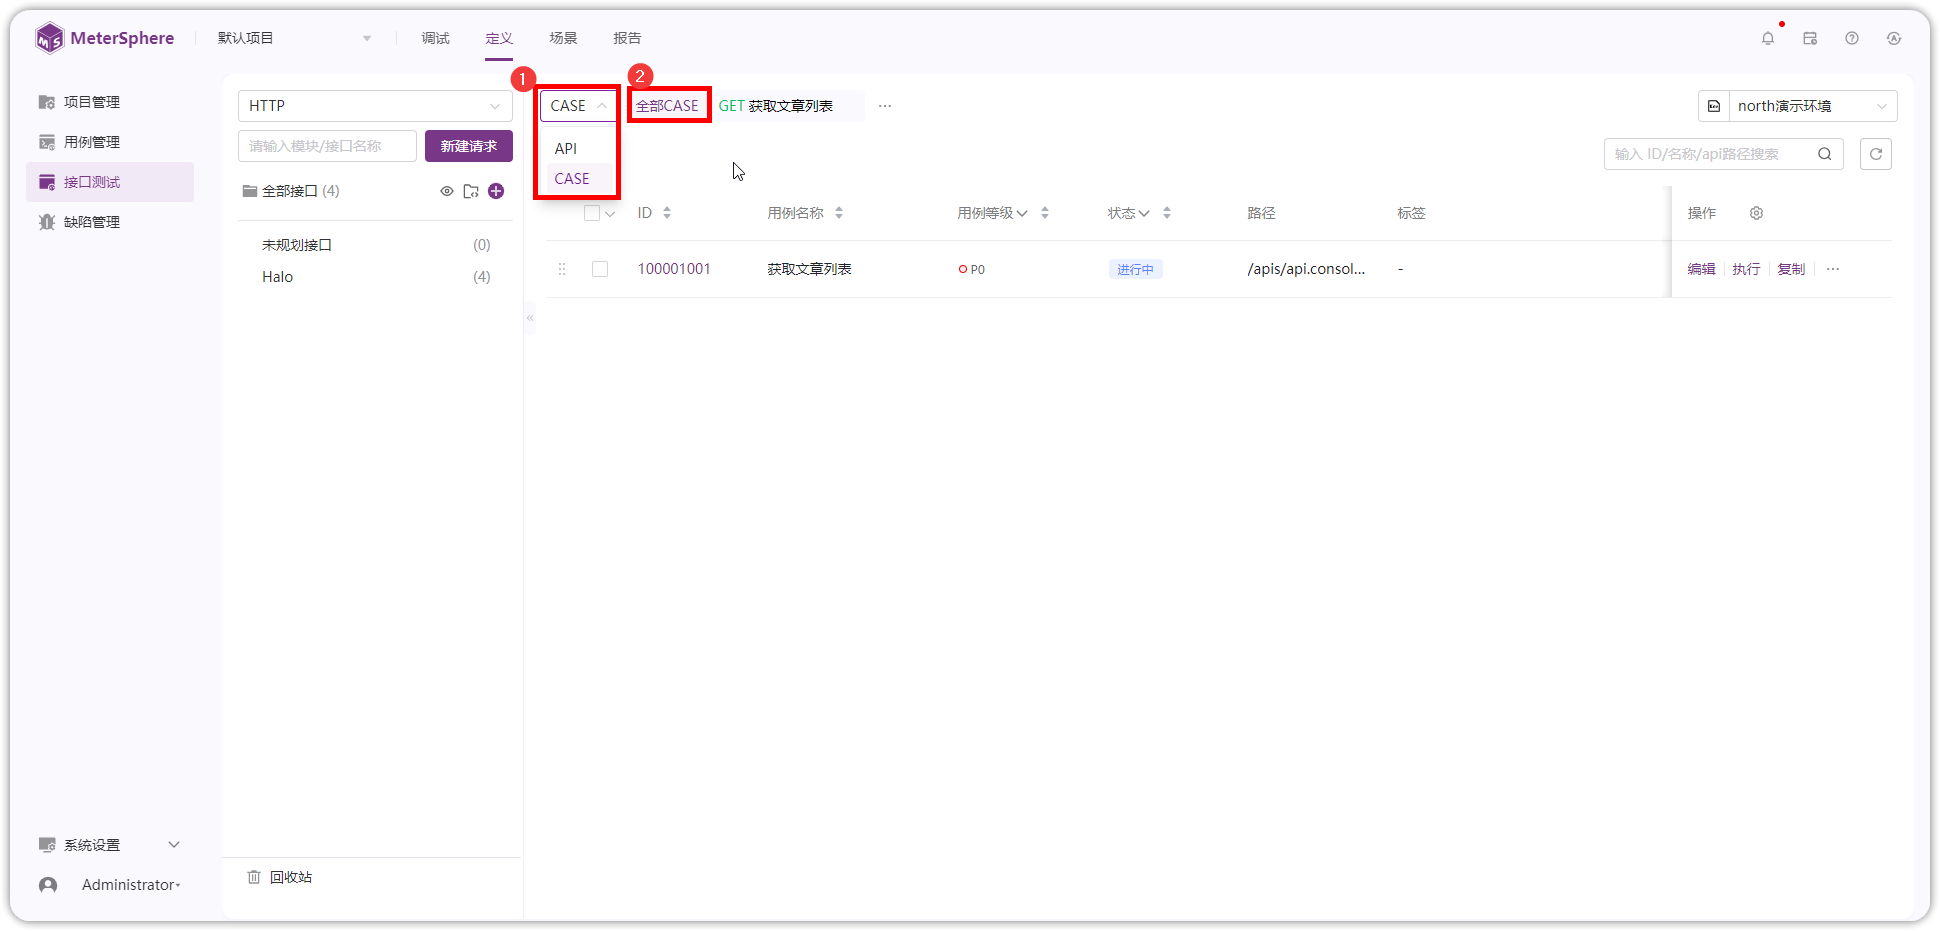 MeterSphere
默认项目
调试
定义
场景
报告
项目管理
用例管理
接口测试
缺陷管理
系统设置
Administrator
HTTP
请输入模块/接口名称
新建请求
全部接口 (4)
未规划接口 (0)
Halo (4)
回收站
1
CASE
API
CASE
2
全部CASE
GET 获取文章列表
...
north演示环境
输入 ID/名称/api路径搜索
ID 用例名称 用例等级 状态 路径 标签 操作
100001001 获取文章列表 P0 进行中 /apis/api.consol... - 编辑 执行 复制 ...